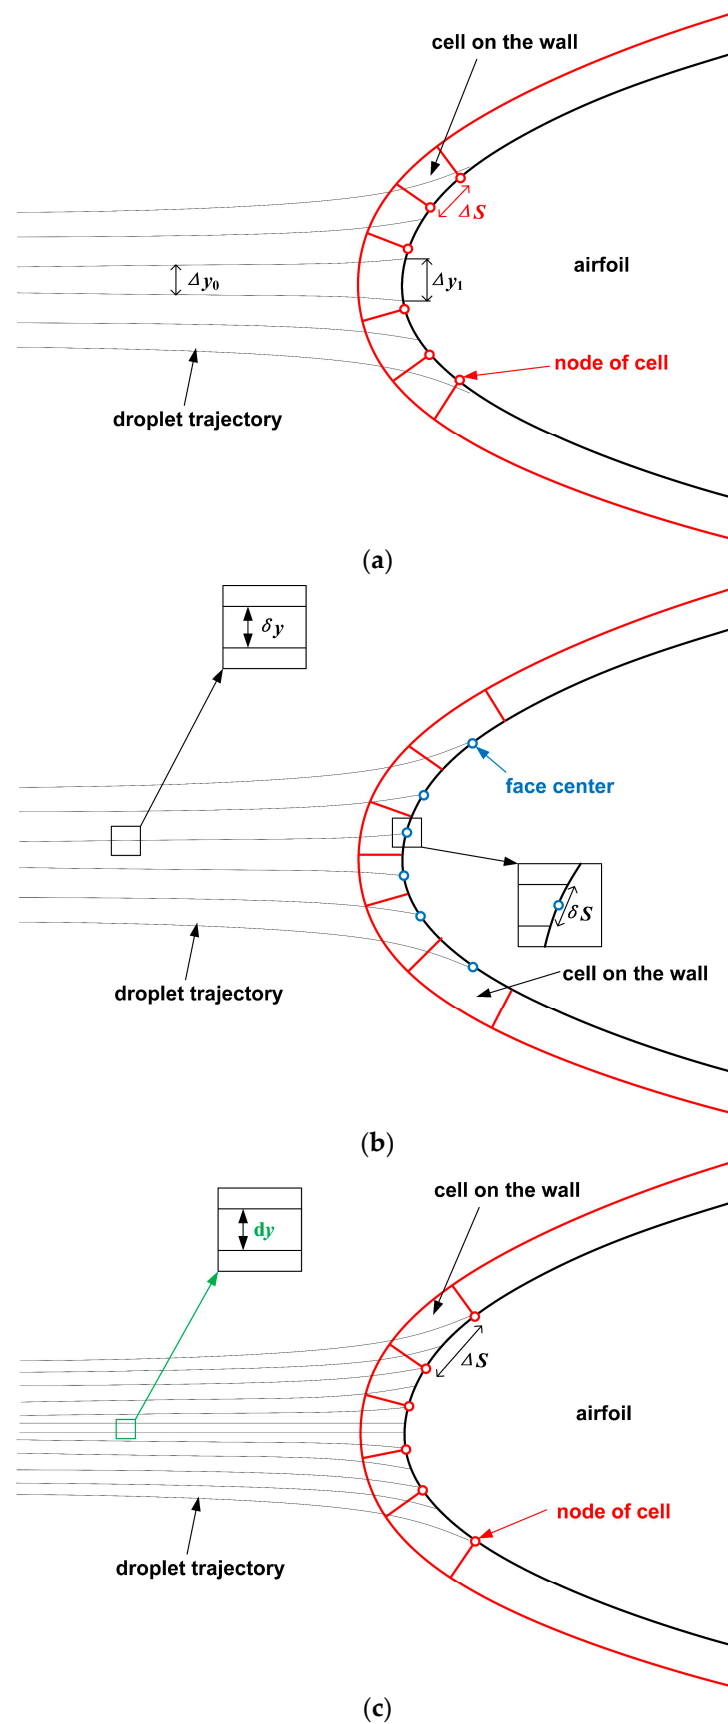 cell on the wall
ΔS
airfoil
Δy₀
Δy₁
node of cell
droplet trajectory
(a)
δy
face center
δS
cell on the wall
droplet trajectory
(b)
cell on the wall
dy
ΔS
airfoil
node of cell
droplet trajectory
(c)